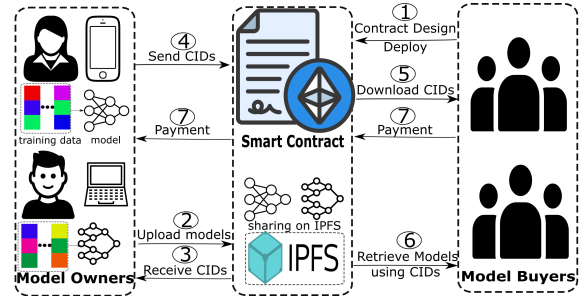 1
Contract Design
Deploy
4
Send CIDs
5
Download CIDs
7
Payment
7
Payment
training data
model
Smart Contract
sharing on IPFS
2
Upload models
3
Receive CIDs
IPFS
6
Retrieve Models
using CIDs
Model Owners
Model Buyers